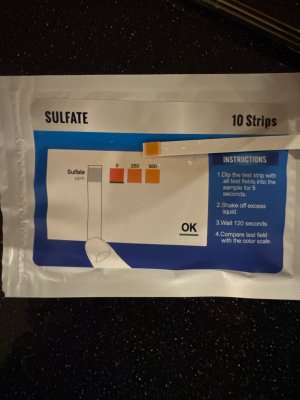 SULFATE
10 Strips
Sulfate
ppm
0 250 500
OK
INSTRUCTIONS
1.Dip the test strip with
all test fields into the
sample for 5
seconds.
2.Shake off excess
liquid.
3.Wait 120 seconds.
4.Compare test field
with the color scale.